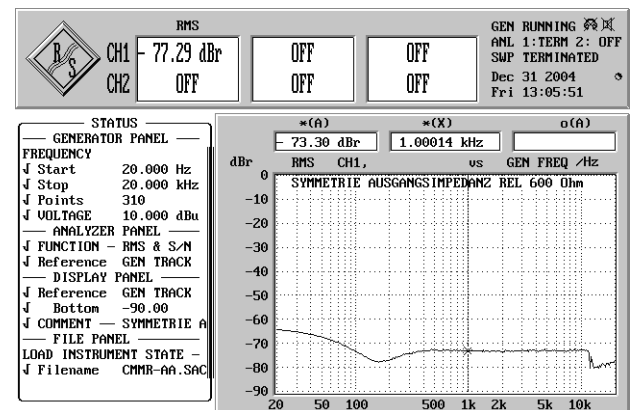 RMS
R
S
CH1 - 77.29 dBr OFF OFF
CH2 OFF OFF OFF
GEN RUNNING
ANL 1:TERM 2: OFF
SWP TERMINATED
Dec 31 2004
Fri 13:05:51
STATUS
GENERATOR PANEL
FREQUENCY
Start 20.000 Hz
Stop 20.000 kHz
Points 310
VOLTAGE 10.000 dBu
ANALYZER PANEL
FUNCTION - RMS & S/N
Reference GEN TRACK
DISPLAY PANEL
Reference GEN TRACK
Bottom -90.00
COMMENT — SYMMETRIE A
FILE PANEL
LOAD INSTRUMENT STATE -
Filename CMMR-AA.SAC
*(A) *(X) o(A)
- 73.30 dBr 1.00014 kHz
dBr RMS CH1, vs GEN FREQ /Hz
SYMMETRIE AUSGANGSIMPEDANZ REL 600 Ohm
0
-10
-20
-30
-40
-50
-60
-70
-80
-90
20 50 100 500 1k 2k 5k 10k